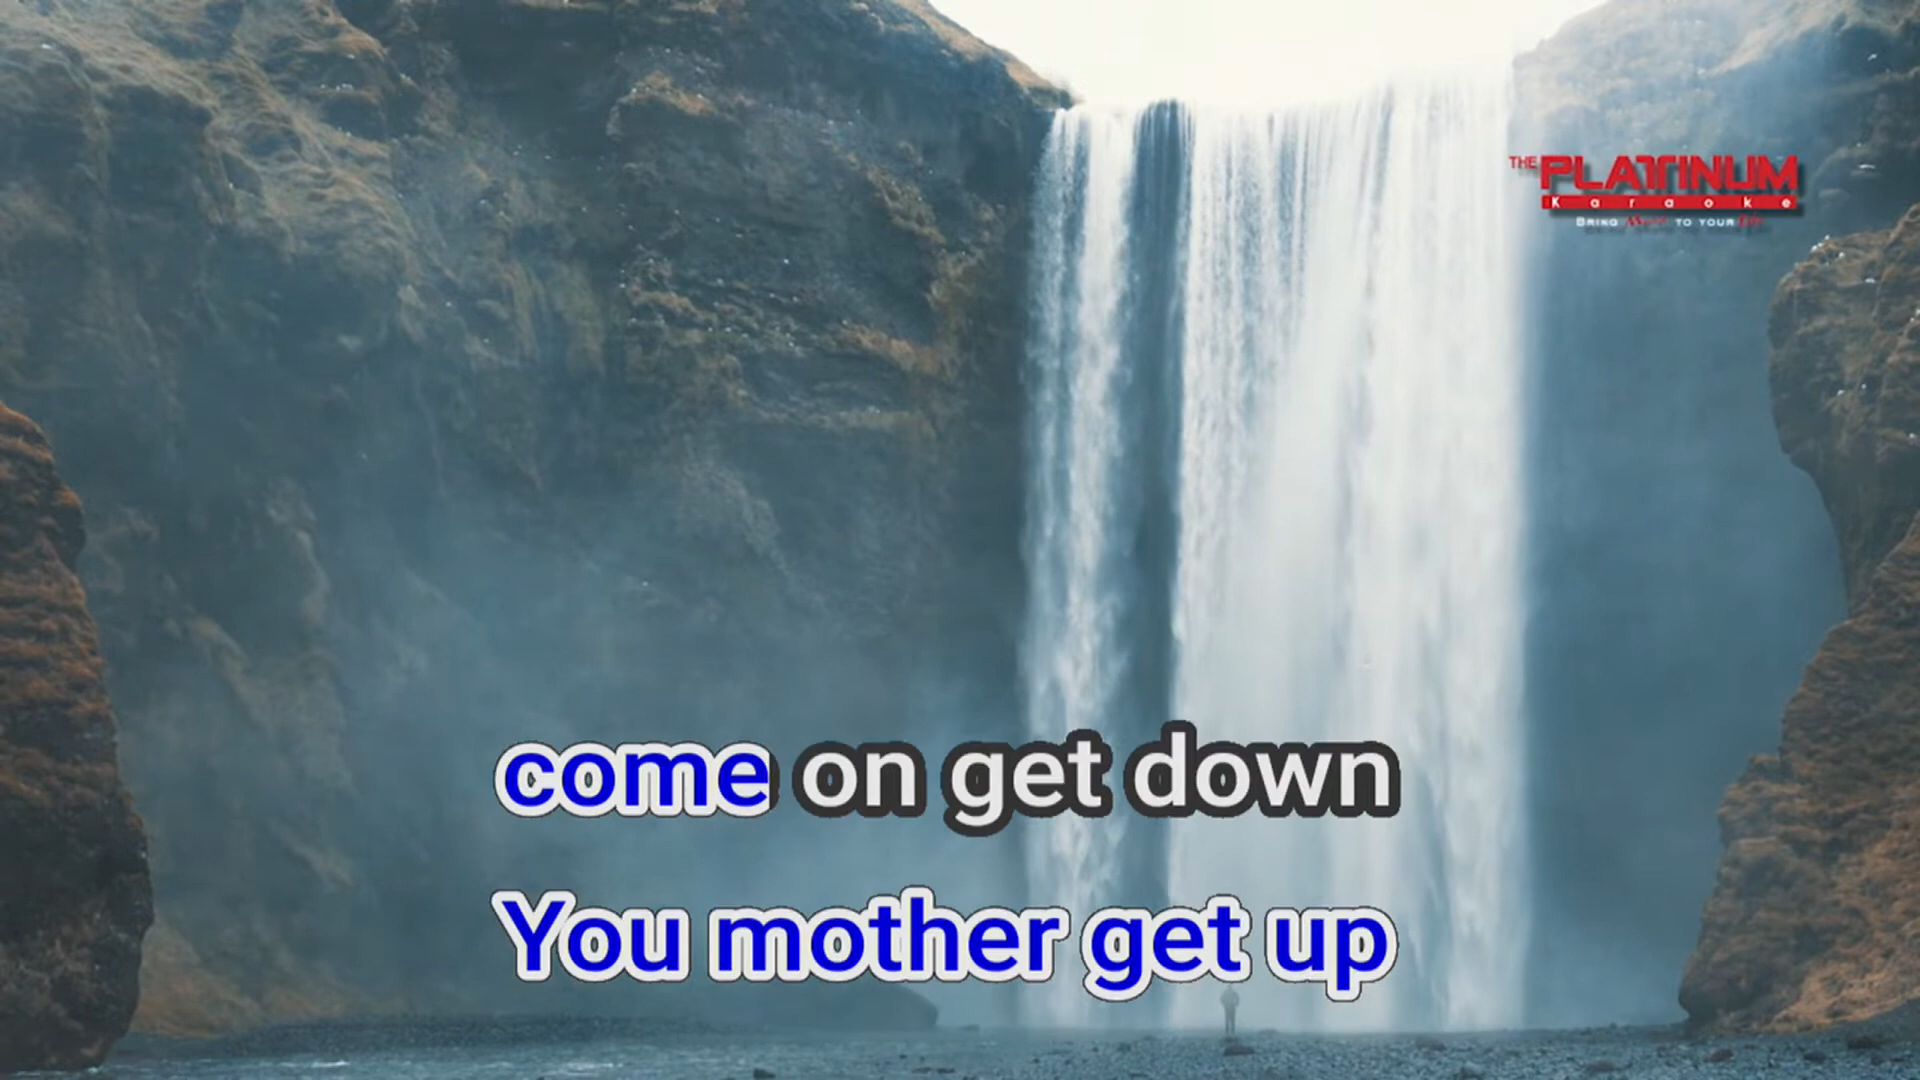 THE PLATINUM
Karaoke
BRING Music TO YOUR Life
come on get down
You mother get up